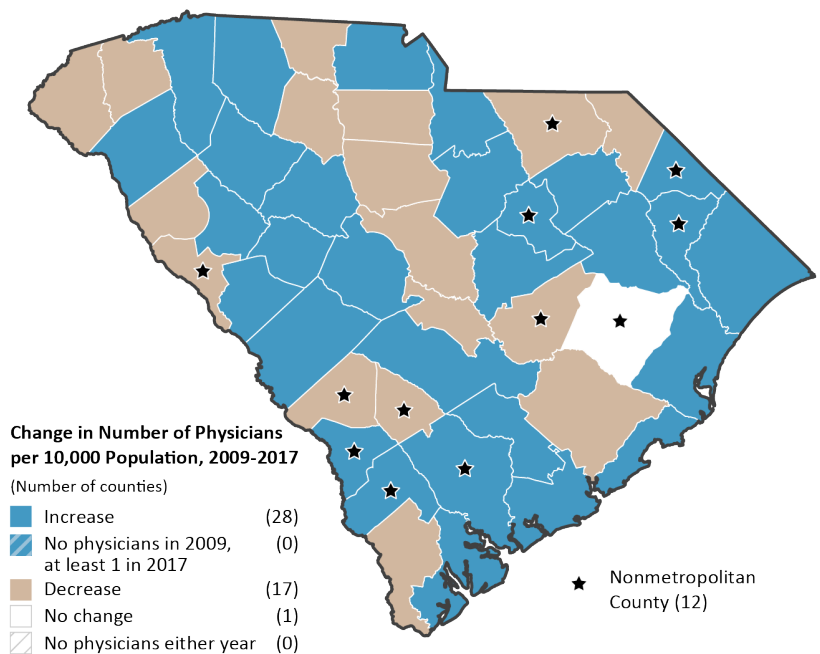 Change in Number of Physicians
per 10,000 Population, 2009-2017
(Number of counties)
Increase (28)
No physicians in 2009, (0)
at least 1 in 2017
Decrease (17)
No change (1)
No physicians either year (0)
Nonmetropolitan
County (12)